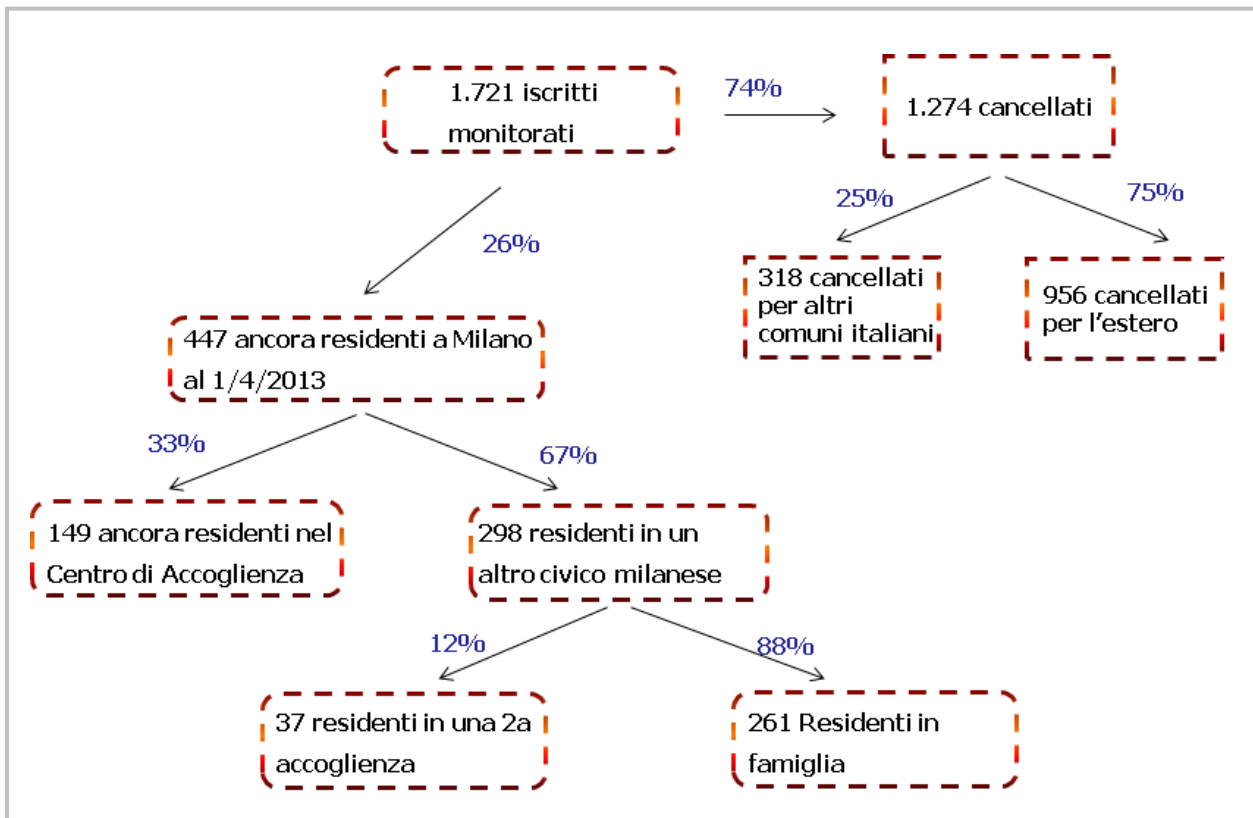 1.721 iscritti
monitorati
74%
1.274 cancellati
25%
75%
26%
318 cancellati
per altri
comuni italiani
956 cancellati
per l'estero
447 ancora residenti a Milano
al 1/4/2013
33%
67%
149 ancora residenti nel
Centro di Accoglienza
298 residenti in un
altro civico milanese
12%
88%
37 residenti in una 2a
accoglienza
261 Residenti in
famiglia